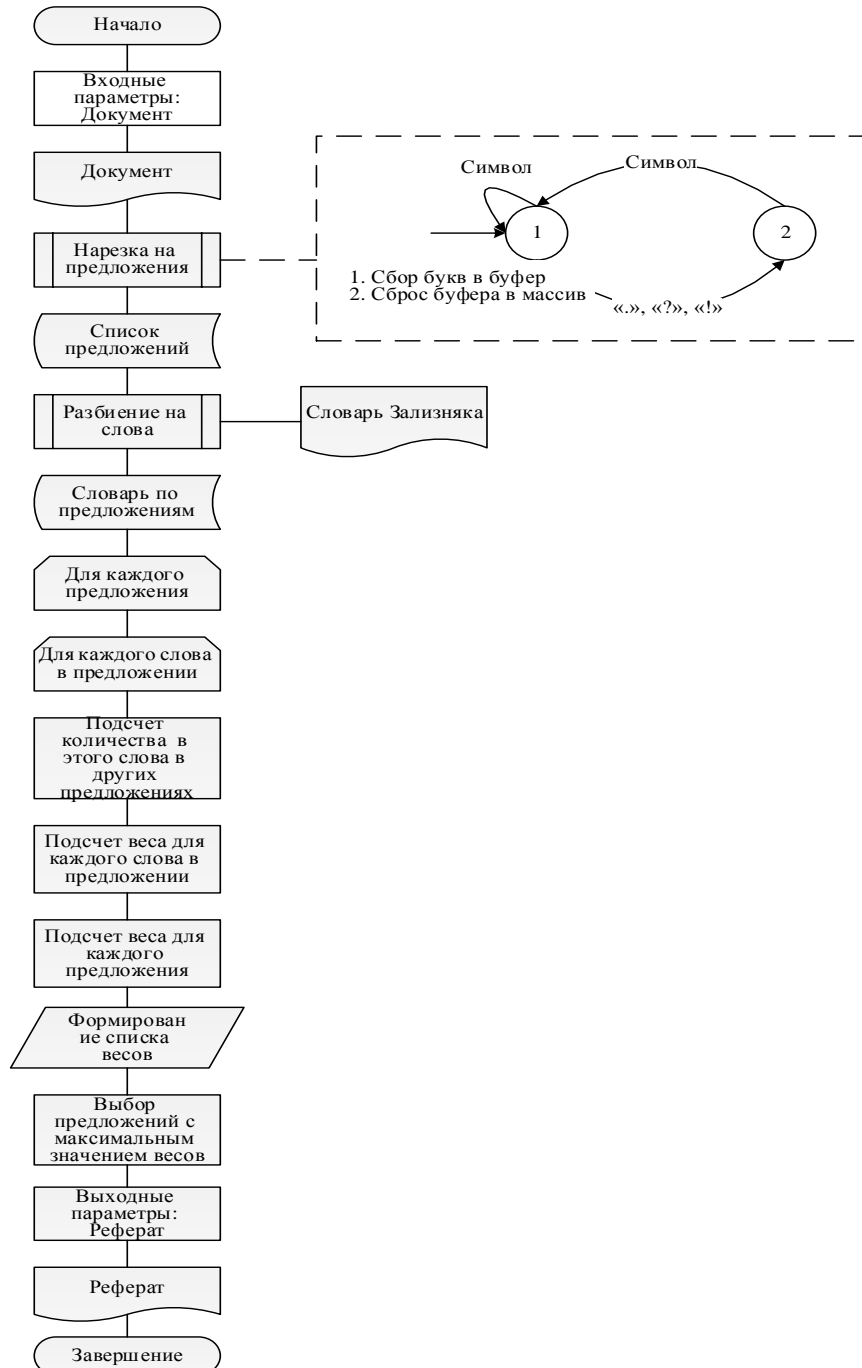 Начало
Входные
параметры:
Документ
Документ
Нарезка на
предложения
Символ
Символ
1
2
1. Сбор букв в буфер
2. Сброс буфера в массив
«.», «?», «!»
Список
предложений
Разбиение на
слова
Словарь Зализняка
Словарь по
предложениям
Для каждого
предложения
Для каждого слова
в предложении
Подсчет
количества в
этого слова в
других
предложениях
Подсчет веса для
каждого слова в
предложении
Подсчет веса для
каждого
предложения
Формирован
ие списка
весов
Выбор
предложений с
максимальным
значением весов
Выходные
параметры:
Реферат
Реферат
Завершение